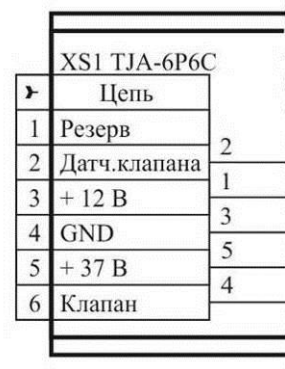 XS1 TJA-6P6C
Цепь
1 Резерв
2 Датч.клапана 2
3 + 12 В 1
4 GND 3
5 + 37 В 5
6 Клапан 4